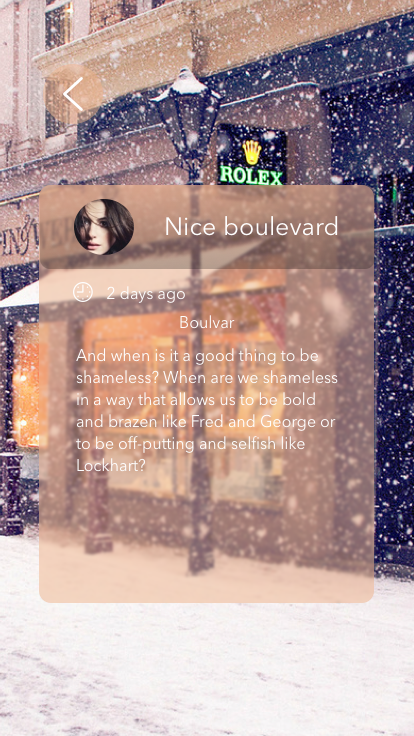 ROLEX
Nice boulevard
2 days ago
Boulvar
And when is it a good thing to be
shameless? When are we shameless
in a way that allows us to be bold
and brazen like Fred and George or
to be off-putting and selfish like
Lockhart?